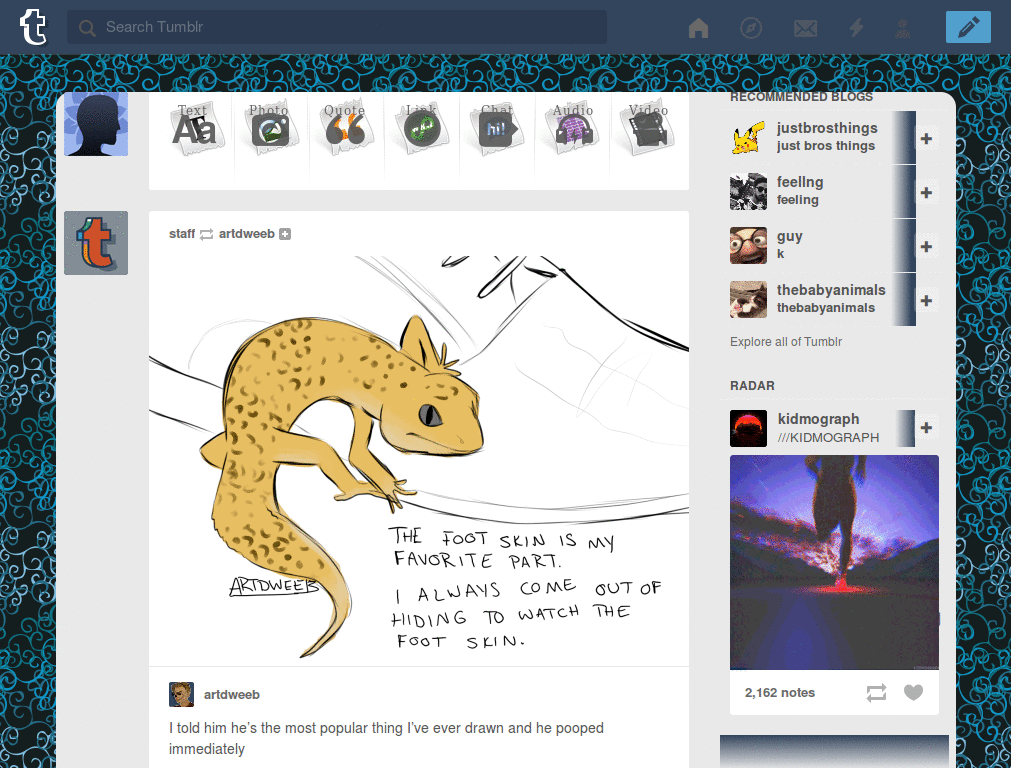 t
Search Tumblr
Text
Photo
Quote
Link
Chat
Audio
Video
Aa
hi!
RECOMMENDED BLOGS
justbrosthings
just bros things
feellng
feeling
guy
k
thebabyanimals
thebabyanimals
Explore all of Tumblr
RADAR
kidmograph
///KIDMOGRAPH
2,162 notes
t
staff artdweeb
THE FOOT SKIN IS MY
FAVORITE PART.
I ALWAYS COME OUT OF
HIDING TO WATCH THE
FOOT SKIN.
ARTDWEEB
artdweeb
I told him he's the most popular thing I've ever drawn and he pooped
immediately